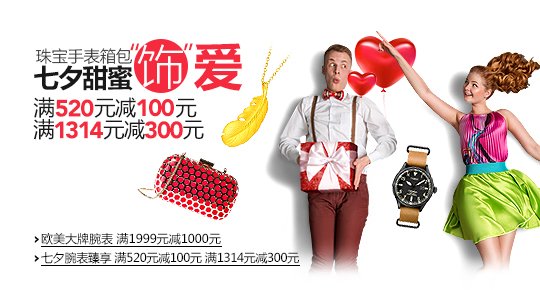 珠宝手表箱包
七夕甜蜜“饰”爱
满520元减100元
满1314元减300元
欧美大牌腕表 满1999元减1000元
七夕腕表臻享 满520元减100元 满1314元减300元